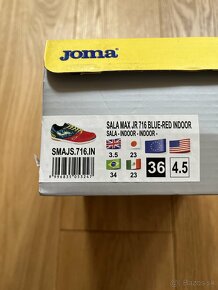 joma
SALA MAX JR 716 BLUE-RED INDOOR
SALA - INDOOR - INDOOR -
3.5 23
36 4.5
34 23
SMAJS.716.IN